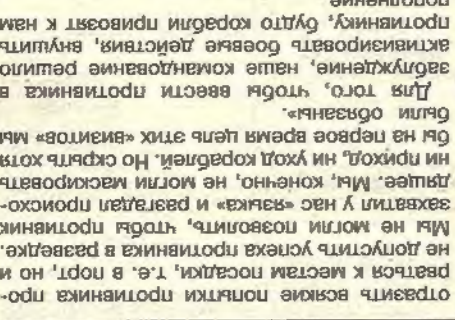 отразить всякие попытки противника про-
рваться к местам посадки, т.е. в порт, но и
не допустить успеха противника в разведке.
Мы не могли позволить, чтобы противник
захватил у нас «языка» и разгадал происхо-
дящее. Мы, конечно, не могли маскировать
ни приход, ни уход кораблей. Но скрыть хотя
бы на первое время цель этих «визитов» мы
были обязаны».
Для того, чтобы ввести противника в
заблуждение, наше командование решило
активизировать боевые действия, внушить
противнику, будто корабли привозят к нам
пополнение